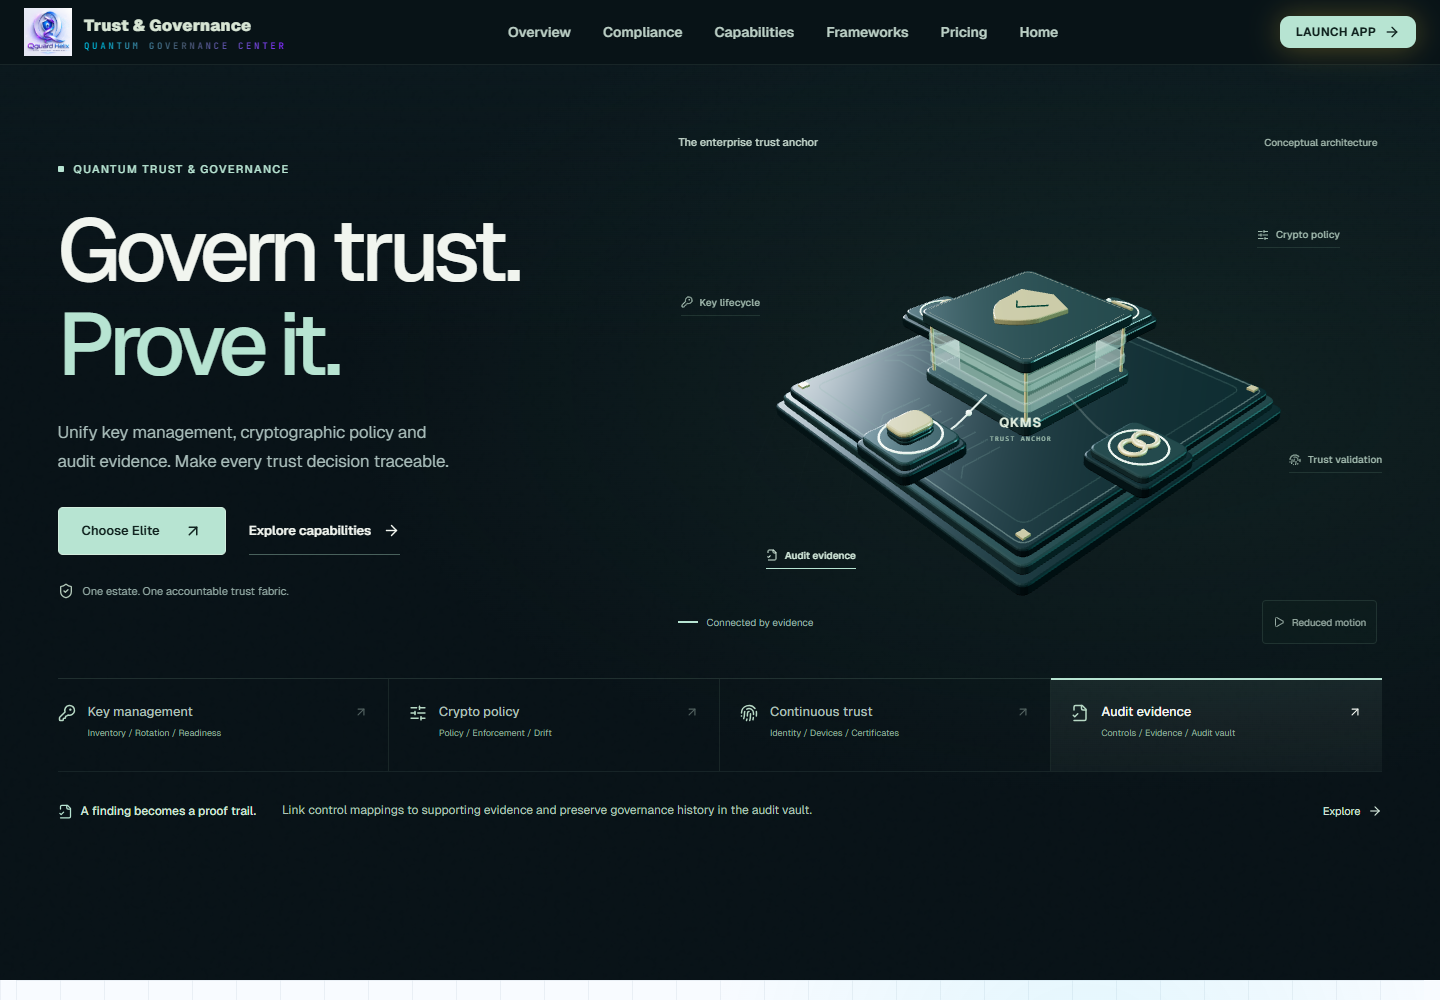 Qguard Helix
Trust & Governance
QUANTUM GOVERNANCE CENTER
Overview
Compliance
Capabilities
Frameworks
Pricing
Home
LAUNCH APP
The enterprise trust anchor
Conceptual architecture
QUANTUM TRUST & GOVERNANCE
Govern trust.
Prove it.
Unify key management, cryptographic policy and
audit evidence. Make every trust decision traceable.
Choose Elite
Explore capabilities
One estate. One accountable trust fabric.
Crypto policy
Key lifecycle
QKMS
TRUST ANCHOR
Trust validation
Audit evidence
Connected by evidence
Reduced motion
Key management
Inventory / Rotation / Readiness
Crypto policy
Policy / Enforcement / Drift
Continuous trust
Identity / Devices / Certificates
Audit evidence
Controls / Evidence / Audit vault
A finding becomes a proof trail.
Link control mappings to supporting evidence and preserve governance history in the audit vault.
Explore